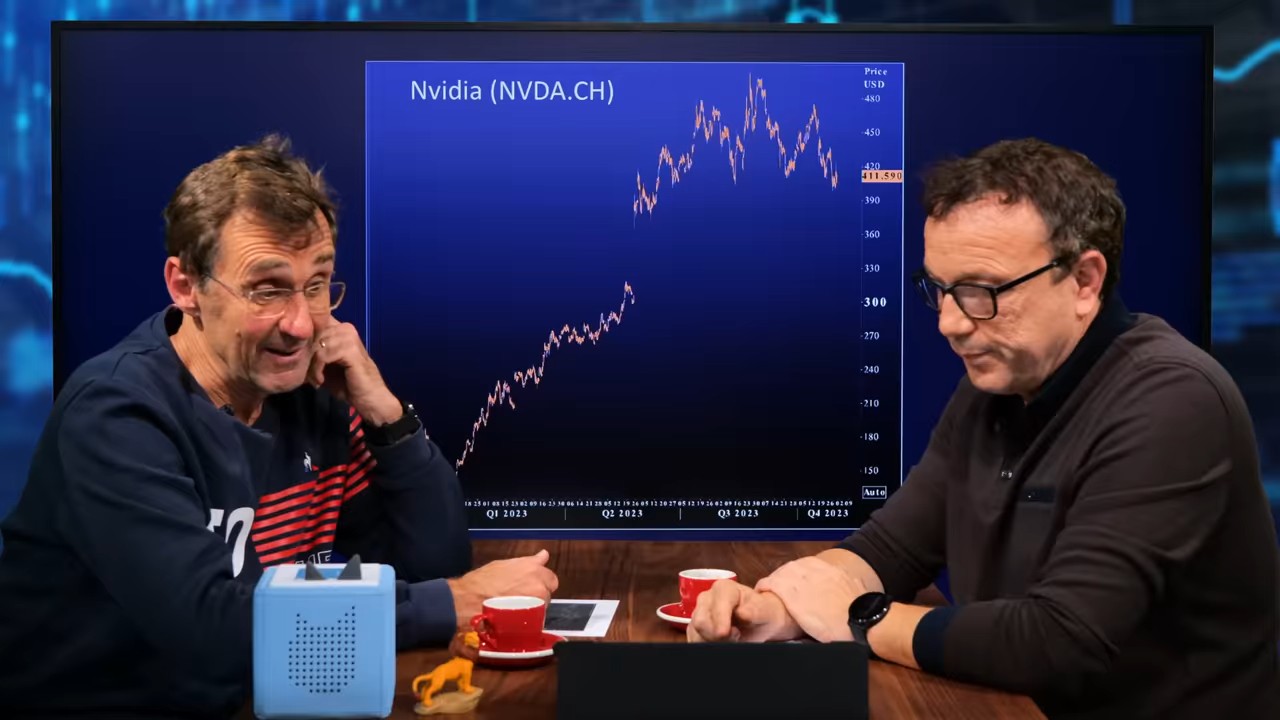 Nvidia (NVDA.CH)
Price
USD
480
450
420
411.590
390
360
330
300
270
240
210
180
150
Auto
Q1 2023
Q2 2023
Q3 2023
Q4 2023